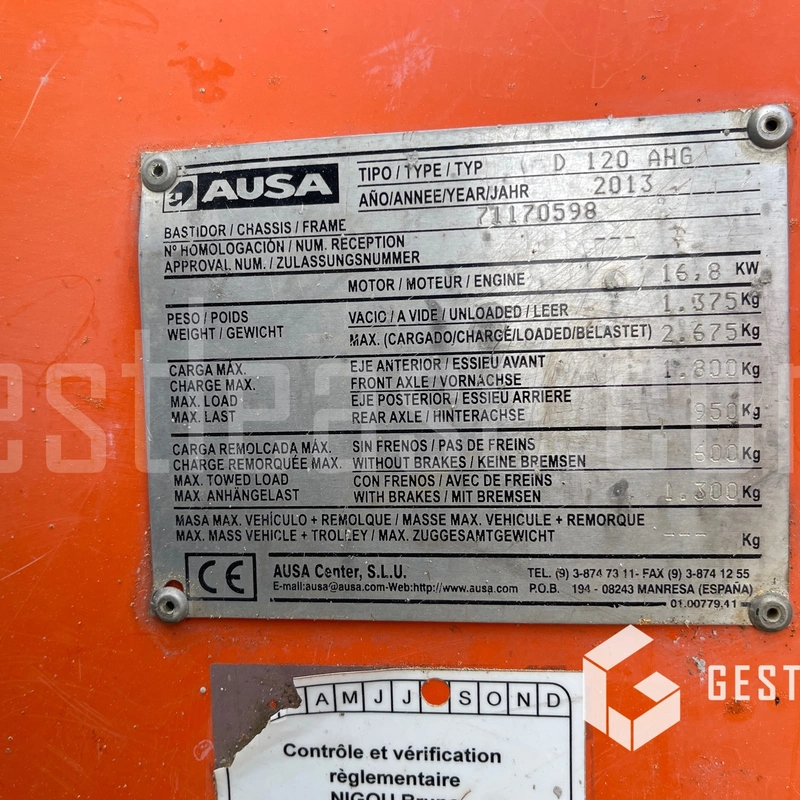 AUSA
TIPO / TYPE / TYP D 120 AHG
AÑO/ANNEE/YEAR/JAHR 2013
BASTIDOR / CHASSIS / FRAME 71170598
Nº HOMOLOGACIÓN / NUM. RECEPTION
APPROVAL NUM. / ZULASSUNGSNUMMER ---
MOTOR / MOTEUR / ENGINE 16,8 KW
PESO / POIDS
WEIGHT / GEWICHT
VACIO / A VIDE / UNLOADED / LEER 1.375 Kg
MAX. (CARGADO/CHARGÉ/LOADED/BELASTET) 2.675 Kg
CARGA MÁX.
CHARGE MAX.
MAX. LOAD
MAX. LAST
EJE ANTERIOR / ESSIEU AVANT
FRONT AXLE / VORNACHSE 1.800 Kg
EJE POSTERIOR / ESSIEU ARRIERE
REAR AXLE / HINTERACHSE 950 Kg
CARGA REMOLCADA MÁX.
CHARGE REMORQUÉE MAX.
MAX. TOWED LOAD
MAX. ANHÄNGELAST
SIN FRENOS / PAS DE FREINS
WITHOUT BRAKES / KEINE BREMSEN 600 Kg
CON FRENOS / AVEC DE FREINS
WITH BRAKES / MIT BREMSEN 1.300 Kg
MASA MAX. VEHÍCULO + REMOLQUE / MASSE MAX. VEHICULE + REMORQUE
MAX. MASS VEHICLE + TROLLEY / MAX. ZUGGESAMTGEWICHT --- Kg
CE
AUSA Center, S.L.U.
E-mail:ausa@ausa.com-Web:http://www.ausa.com
TEL. (9) 3-874 73 11- FAX (9) 3-874 12 55
P.O.B. 194 - 08243 MANRESA (ESPAÑA)
01.00779.41
A M J J S O N D
GEST
Contrôle et vérification
règlementaire
NIGOU Bruno